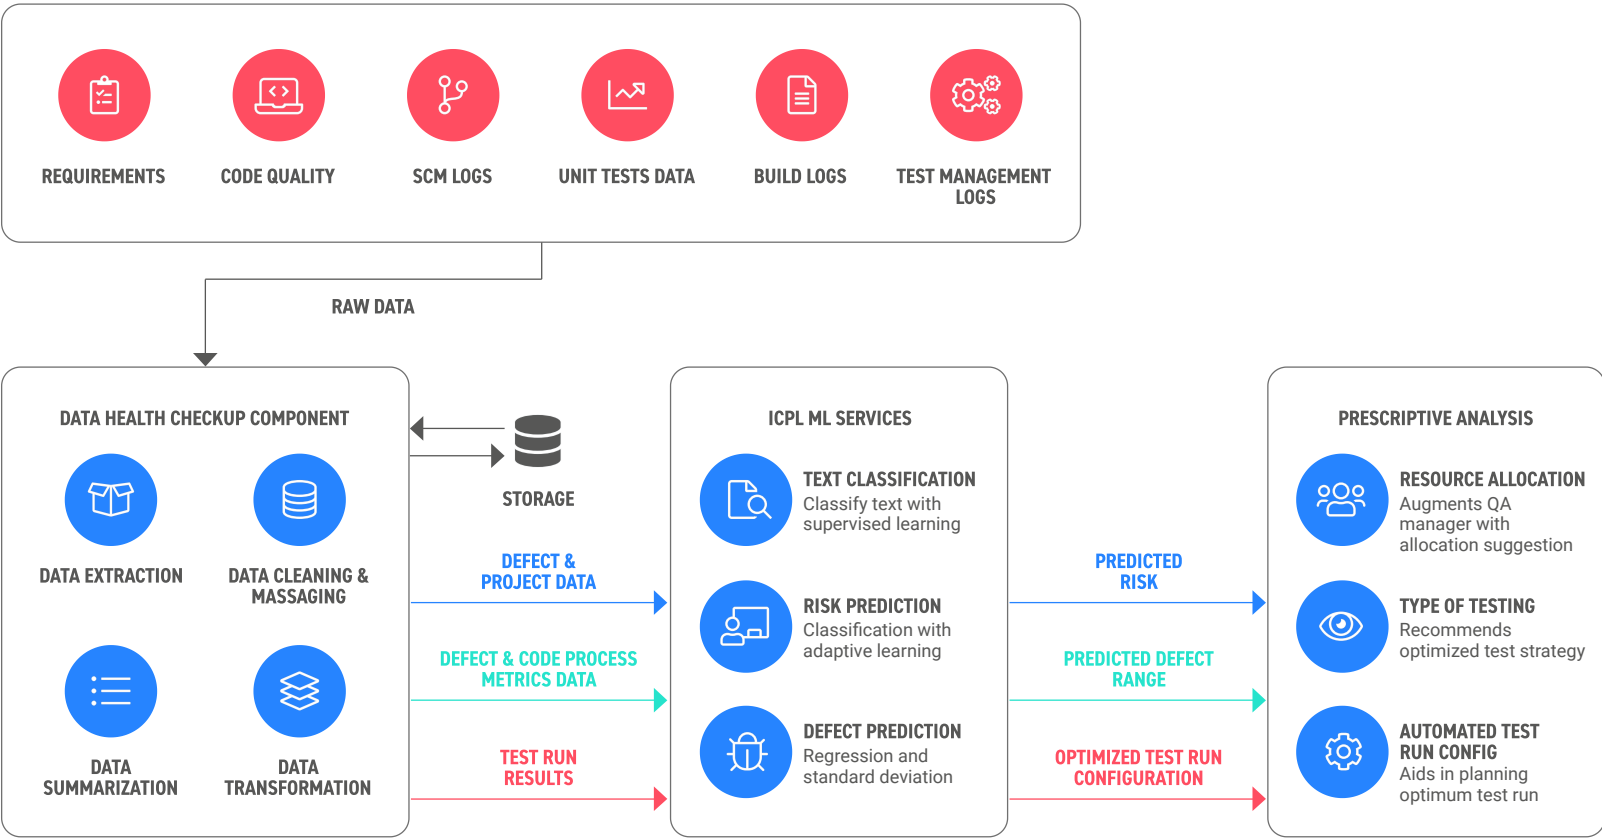 REQUIREMENTS
CODE QUALITY
SCM LOGS
UNIT TESTS DATA
BUILD LOGS
TEST MANAGEMENT
LOGS
RAW DATA
DATA HEALTH CHECKUP COMPONENT
DATA EXTRACTION
DATA CLEANING &
MASSAGING
DATA
SUMMARIZATION
DATA
TRANSFORMATION
STORAGE
DEFECT &
PROJECT DATA
DEFECT & CODE PROCESS
METRICS DATA
TEST RUN
RESULTS
ICPL ML SERVICES
TEXT CLASSIFICATION
Classify text with
supervised learning
RISK PREDICTION
Classification with
adaptive learning
DEFECT PREDICTION
Regression and
standard deviation
PREDICTED
RISK
PREDICTED DEFECT
RANGE
OPTIMIZED TEST RUN
CONFIGURATION
PRESCRIPTIVE ANALYSIS
RESOURCE ALLOCATION
Augments QA
manager with
allocation suggestion
TYPE OF TESTING
Recommends
optimized test strategy
AUTOMATED TEST
RUN CONFIG
Aids in planning
optimum test run